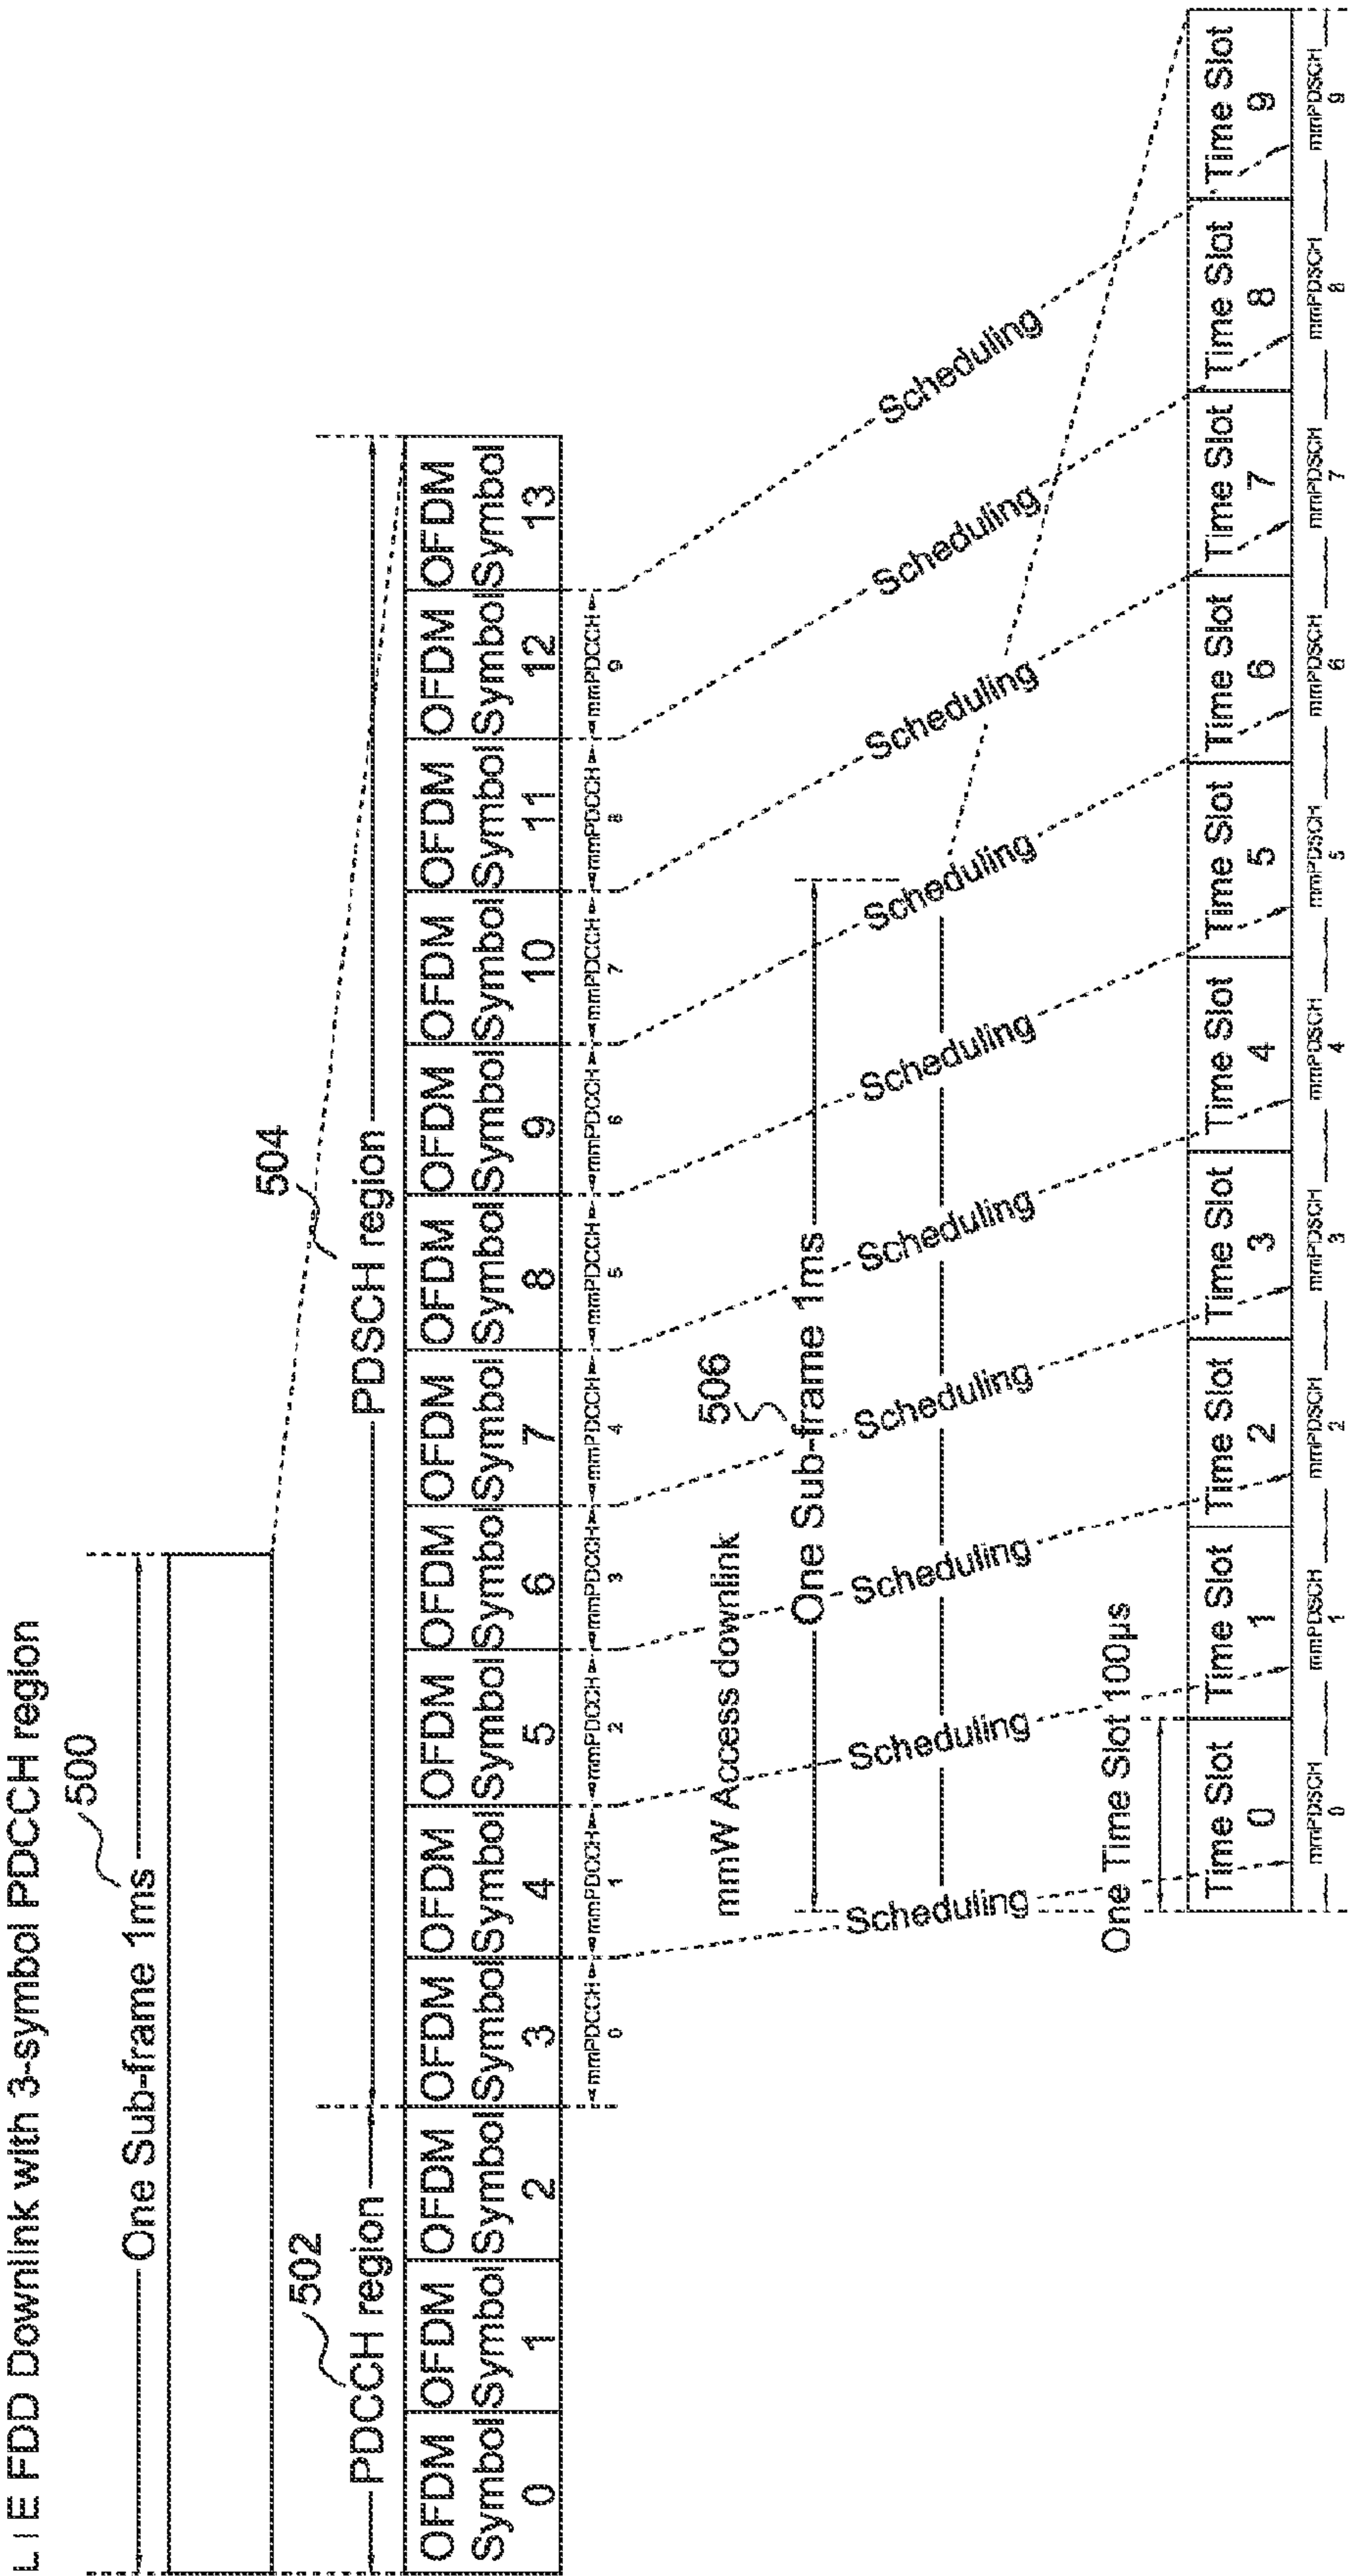 LTE FDD Downlink with 3-symbol PDCCH region
500
One Sub-frame 1ms
502
504
PDCCH region
PDSCH region
OFDM Symbol 0
OFDM Symbol 1
OFDM Symbol 2
OFDM Symbol 3
OFDM Symbol 4
OFDM Symbol 5
OFDM Symbol 6
OFDM Symbol 7
OFDM Symbol 8
OFDM Symbol 9
OFDM Symbol 10
OFDM Symbol 11
OFDM Symbol 12
OFDM Symbol 13
mmPDCCH 0
mmPDCCH 1
mmPDCCH 2
mmPDCCH 3
mmPDCCH 4
mmPDCCH 5
mmPDCCH 6
mmPDCCH 7
mmPDCCH 8
mmPDCCH 9
mmW Access downlink
506
One Sub-frame 1ms
Scheduling
Scheduling
Scheduling
Scheduling
Scheduling
Scheduling
Scheduling
Scheduling
Scheduling
Scheduling
One Time Slot 100µs
Time Slot 0
Time Slot 1
Time Slot 2
Time Slot 3
Time Slot 4
Time Slot 5
Time Slot 6
Time Slot 7
Time Slot 8
Time Slot 9
mmPDSCH 0
mmPDSCH 1
mmPDSCH 2
mmPDSCH 3
mmPDSCH 4
mmPDSCH 5
mmPDSCH 6
mmPDSCH 7
mmPDSCH 8
mmPDSCH 9